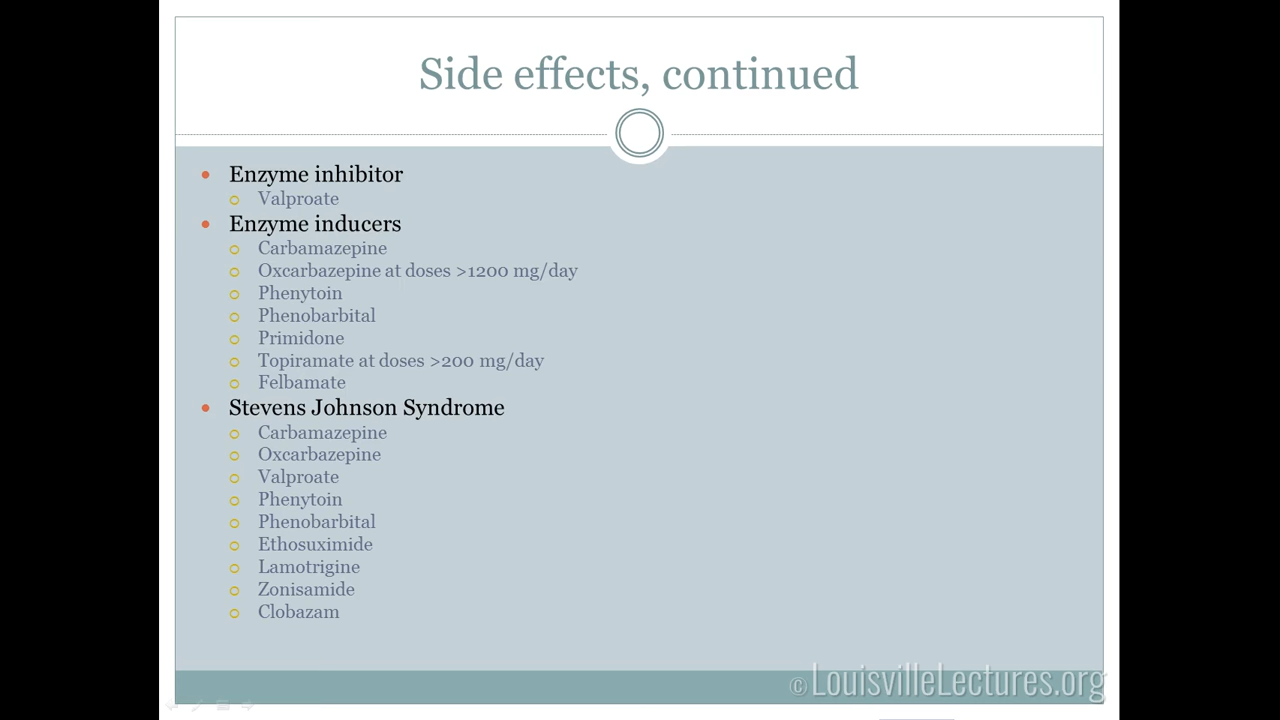 Side effects, continued
Enzyme inhibitor
Valproate
Enzyme inducers
Carbamazepine
Oxcarbazepine at doses >1200 mg/day
Phenytoin
Phenobarbital
Primidone
Topiramate at doses >200 mg/day
Felbamate
Stevens Johnson Syndrome
Carbamazepine
Oxcarbazepine
Valproate
Phenytoin
Phenobarbital
Ethosuximide
Lamotrigine
Zonisamide
Clobazam
© LouisvilleLectures.org